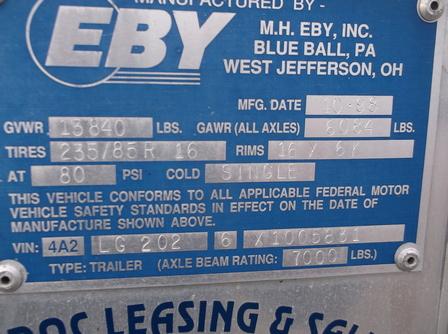 MANUFACTURED BY -
EBY
M.H. EBY, INC.
BLUE BALL, PA
WEST JEFFERSON, OH
MFG. DATE 10-98
GVWR 13840 LBS. GAWR (ALL AXLES) 6084 LBS.
TIRES 235/85R 16 RIMS 16 X 6K
AT 80 PSI COLD SINGLE
THIS VEHICLE CONFORMS TO ALL APPLICABLE FEDERAL MOTOR
VEHICLE SAFETY STANDARDS IN EFFECT ON THE DATE OF
MANUFACTURE SHOWN ABOVE.
VIN: 4A2 LG 202 6 X1005831
TYPE: TRAILER (AXLE BEAM RATING: 7000 LBS.)
LEASING &